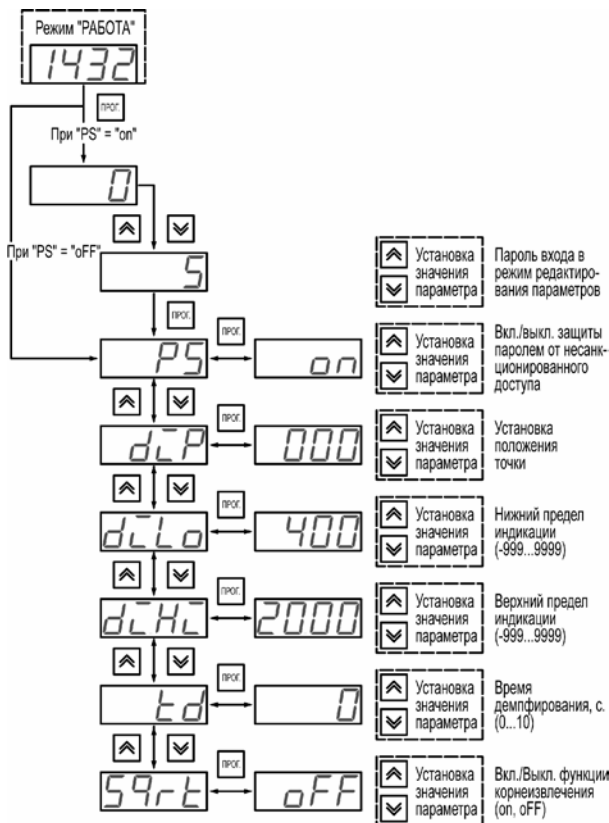 Режим "РАБОТА"
1432
ПРОГ.
При "PS" = "on"
0
При "PS" = "oFF"
5
Установка значения параметра
Пароль входа в
режим редактиро-
вания параметров
ПРОГ.
PS
ПРОГ.
on
Установка
значения
параметра
Вкл./выкл. защиты
паролем от несанк-
ционированного
доступа
diP
ПРОГ.
000
Установка
значения
параметра
Установка
положения
точки
diLo
ПРОГ.
400
Установка
значения
параметра
Нижний предел
индикации
(-999...9999)
diHi
ПРОГ.
2000
Установка
значения
параметра
Верхний предел
индикации
(-999...9999)
td
ПРОГ.
0
Установка
значения
параметра
Время
демпфирования, с.
(0...10)
Sqrt
ПРОГ.
oFF
Установка
значения
параметра
Вкл./Выкл. функции
корнеизвлечения
(on, oFF)